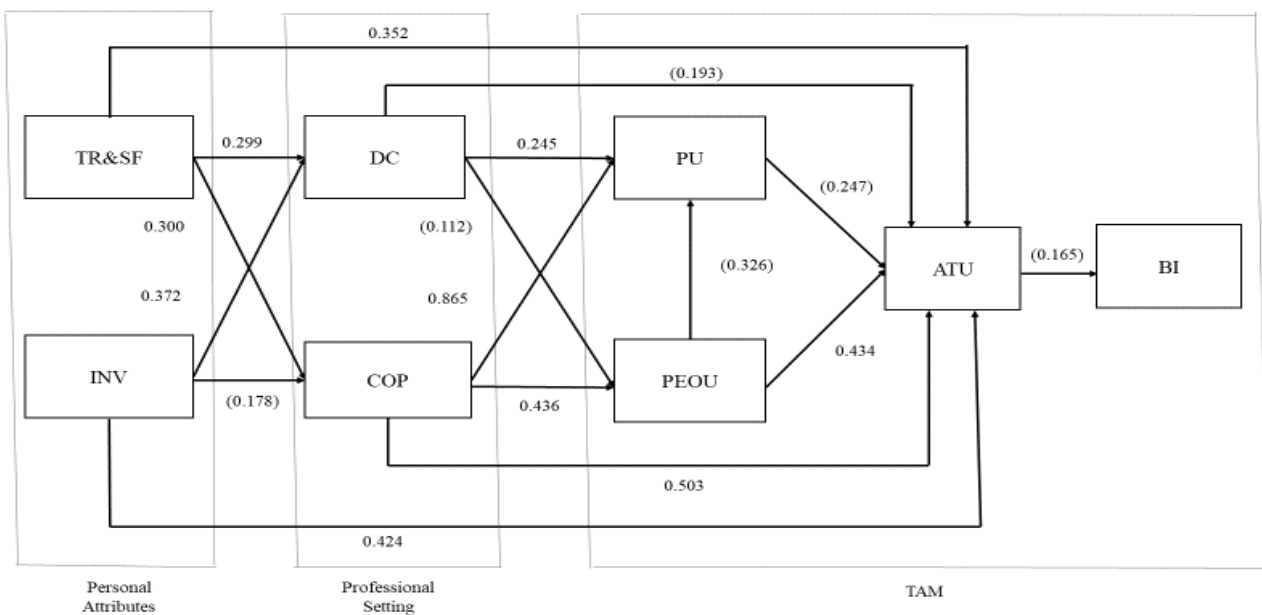 0.352
(0.193)
TR&SF
0.299
DC
0.245
PU
(0.247)
0.300
(0.112)
(0.326)
ATU
(0.165)
BI
0.372
0.865
0.434
INV
(0.178)
COP
0.436
PEOU
0.503
0.424
Personal
Attributes
Professional
Setting
TAM